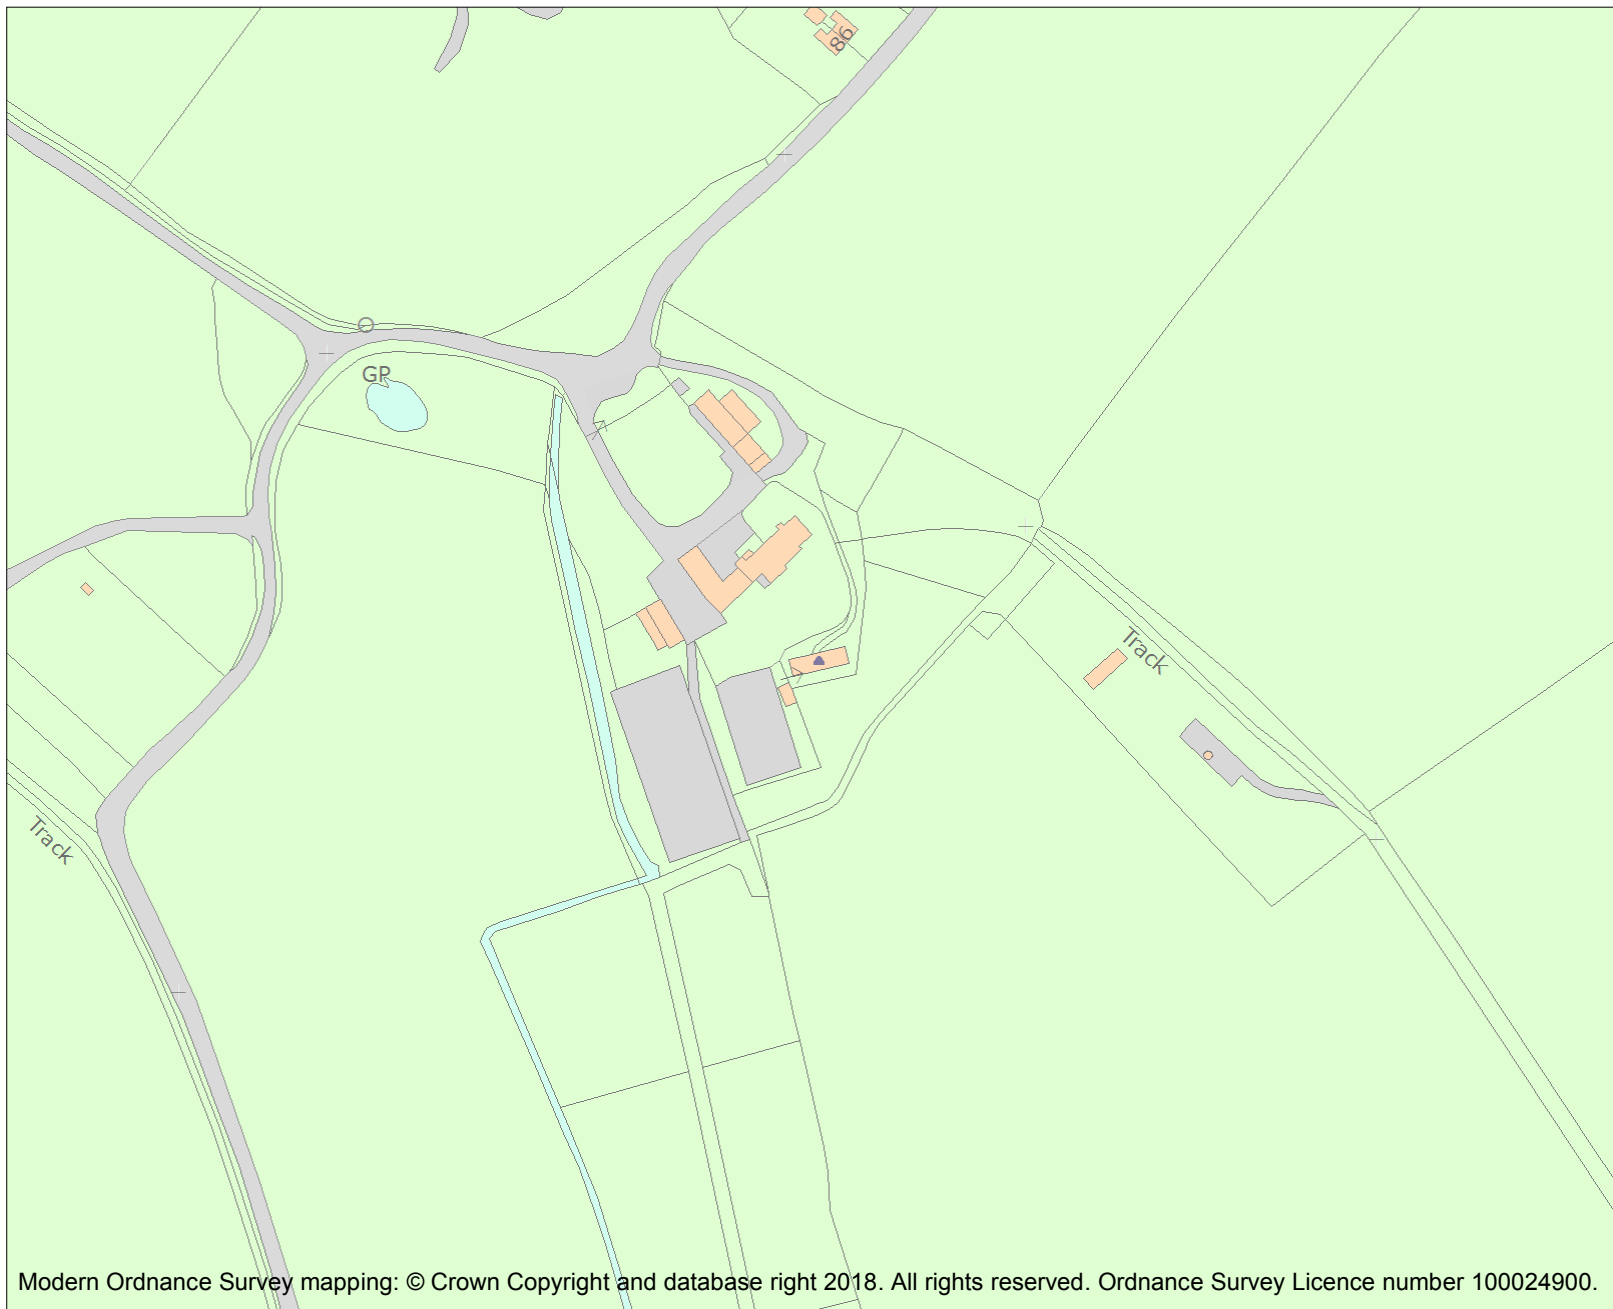 86
GP
Track
Track
Modern Ordnance Survey mapping: © Crown Copyright and database right 2018. All rights reserved. Ordnance Survey Licence number 100024900.